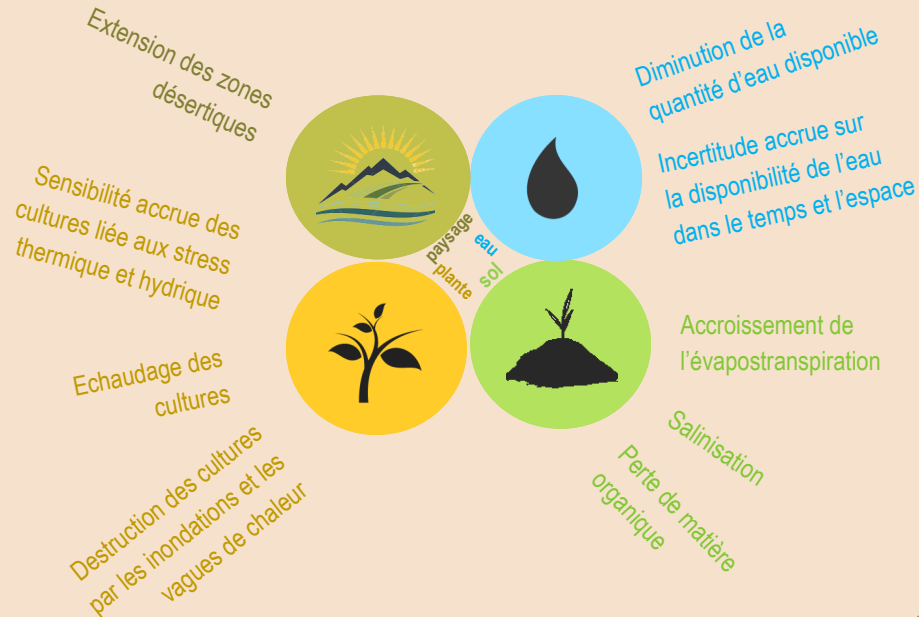 Extension des zones
désertiques
Diminution de la
quantité d'eau disponible
Incertitude accrue sur
la disponibilité de l'eau
dans le temps et l'espace
Sensibilité accrue des
cultures liée aux stress
thermique et hydrique
paysage
eau
plante
sol
Accroissement de
l'évapostranspiration
Echaudage des
cultures
Salinisation
Perte de matière
organique
Destruction des cultures
par les inondations et les
vagues de chaleur